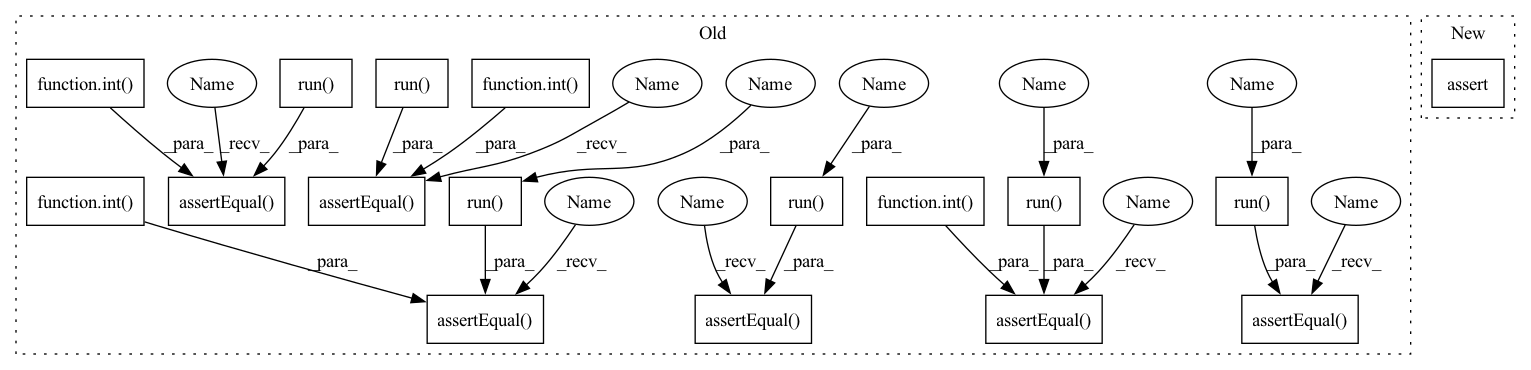 Old
New
function.int()
Name
run()
run()
function.int()
Name
Name
Name
Name
Name
assert
_para_
_recv_
_para_
_para_
_para_
_recv_
_para_
_para_
_para_
_para_
function.int()
assertEqual()
assertEqual()
run()
Name
Name
run()
function.int()
run()
Name
run()
Name
_para_
_para_
_recv_
_recv_
_para_
_para_
_para_
_recv_
_para_
_recv_
assertEqual()
assertEqual()
assertEqual()
assertEqual()